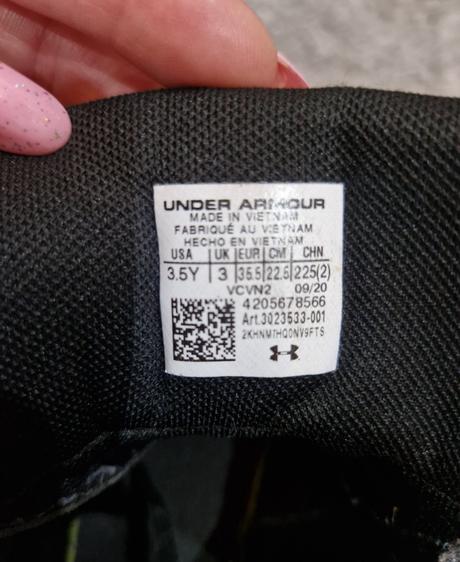 UNDER ARMOUR
MADE IN VIETNAM
FABRIQUÉ AU VIETNAM
HECHO EN VIETNAM
USA UK EUR CM CHN
3.5Y 3 35.5 22.5 225(2)
VCVN2 09/20
4205678566
Art.3023533-001
2KHNM7HQ0NV9FTS